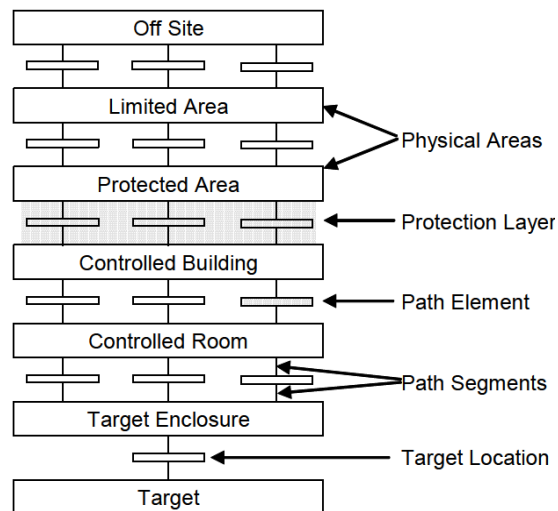 Off Site
Limited Area
Physical Areas
Protected Area
Protection Layer
Controlled Building
Path Element
Controlled Room
Path Segments
Target Enclosure
Target Location
Target